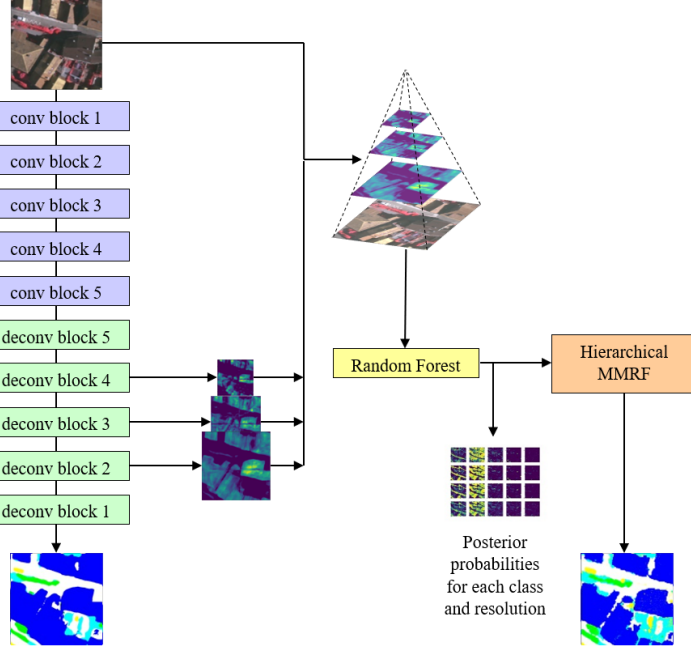 conv block 1
conv block 2
conv block 3
conv block 4
conv block 5
deconv block 5
deconv block 4
deconv block 3
deconv block 2
deconv block 1
Random Forest
Hierarchical
MMRF
Posterior
probabilities
for each class
and resolution